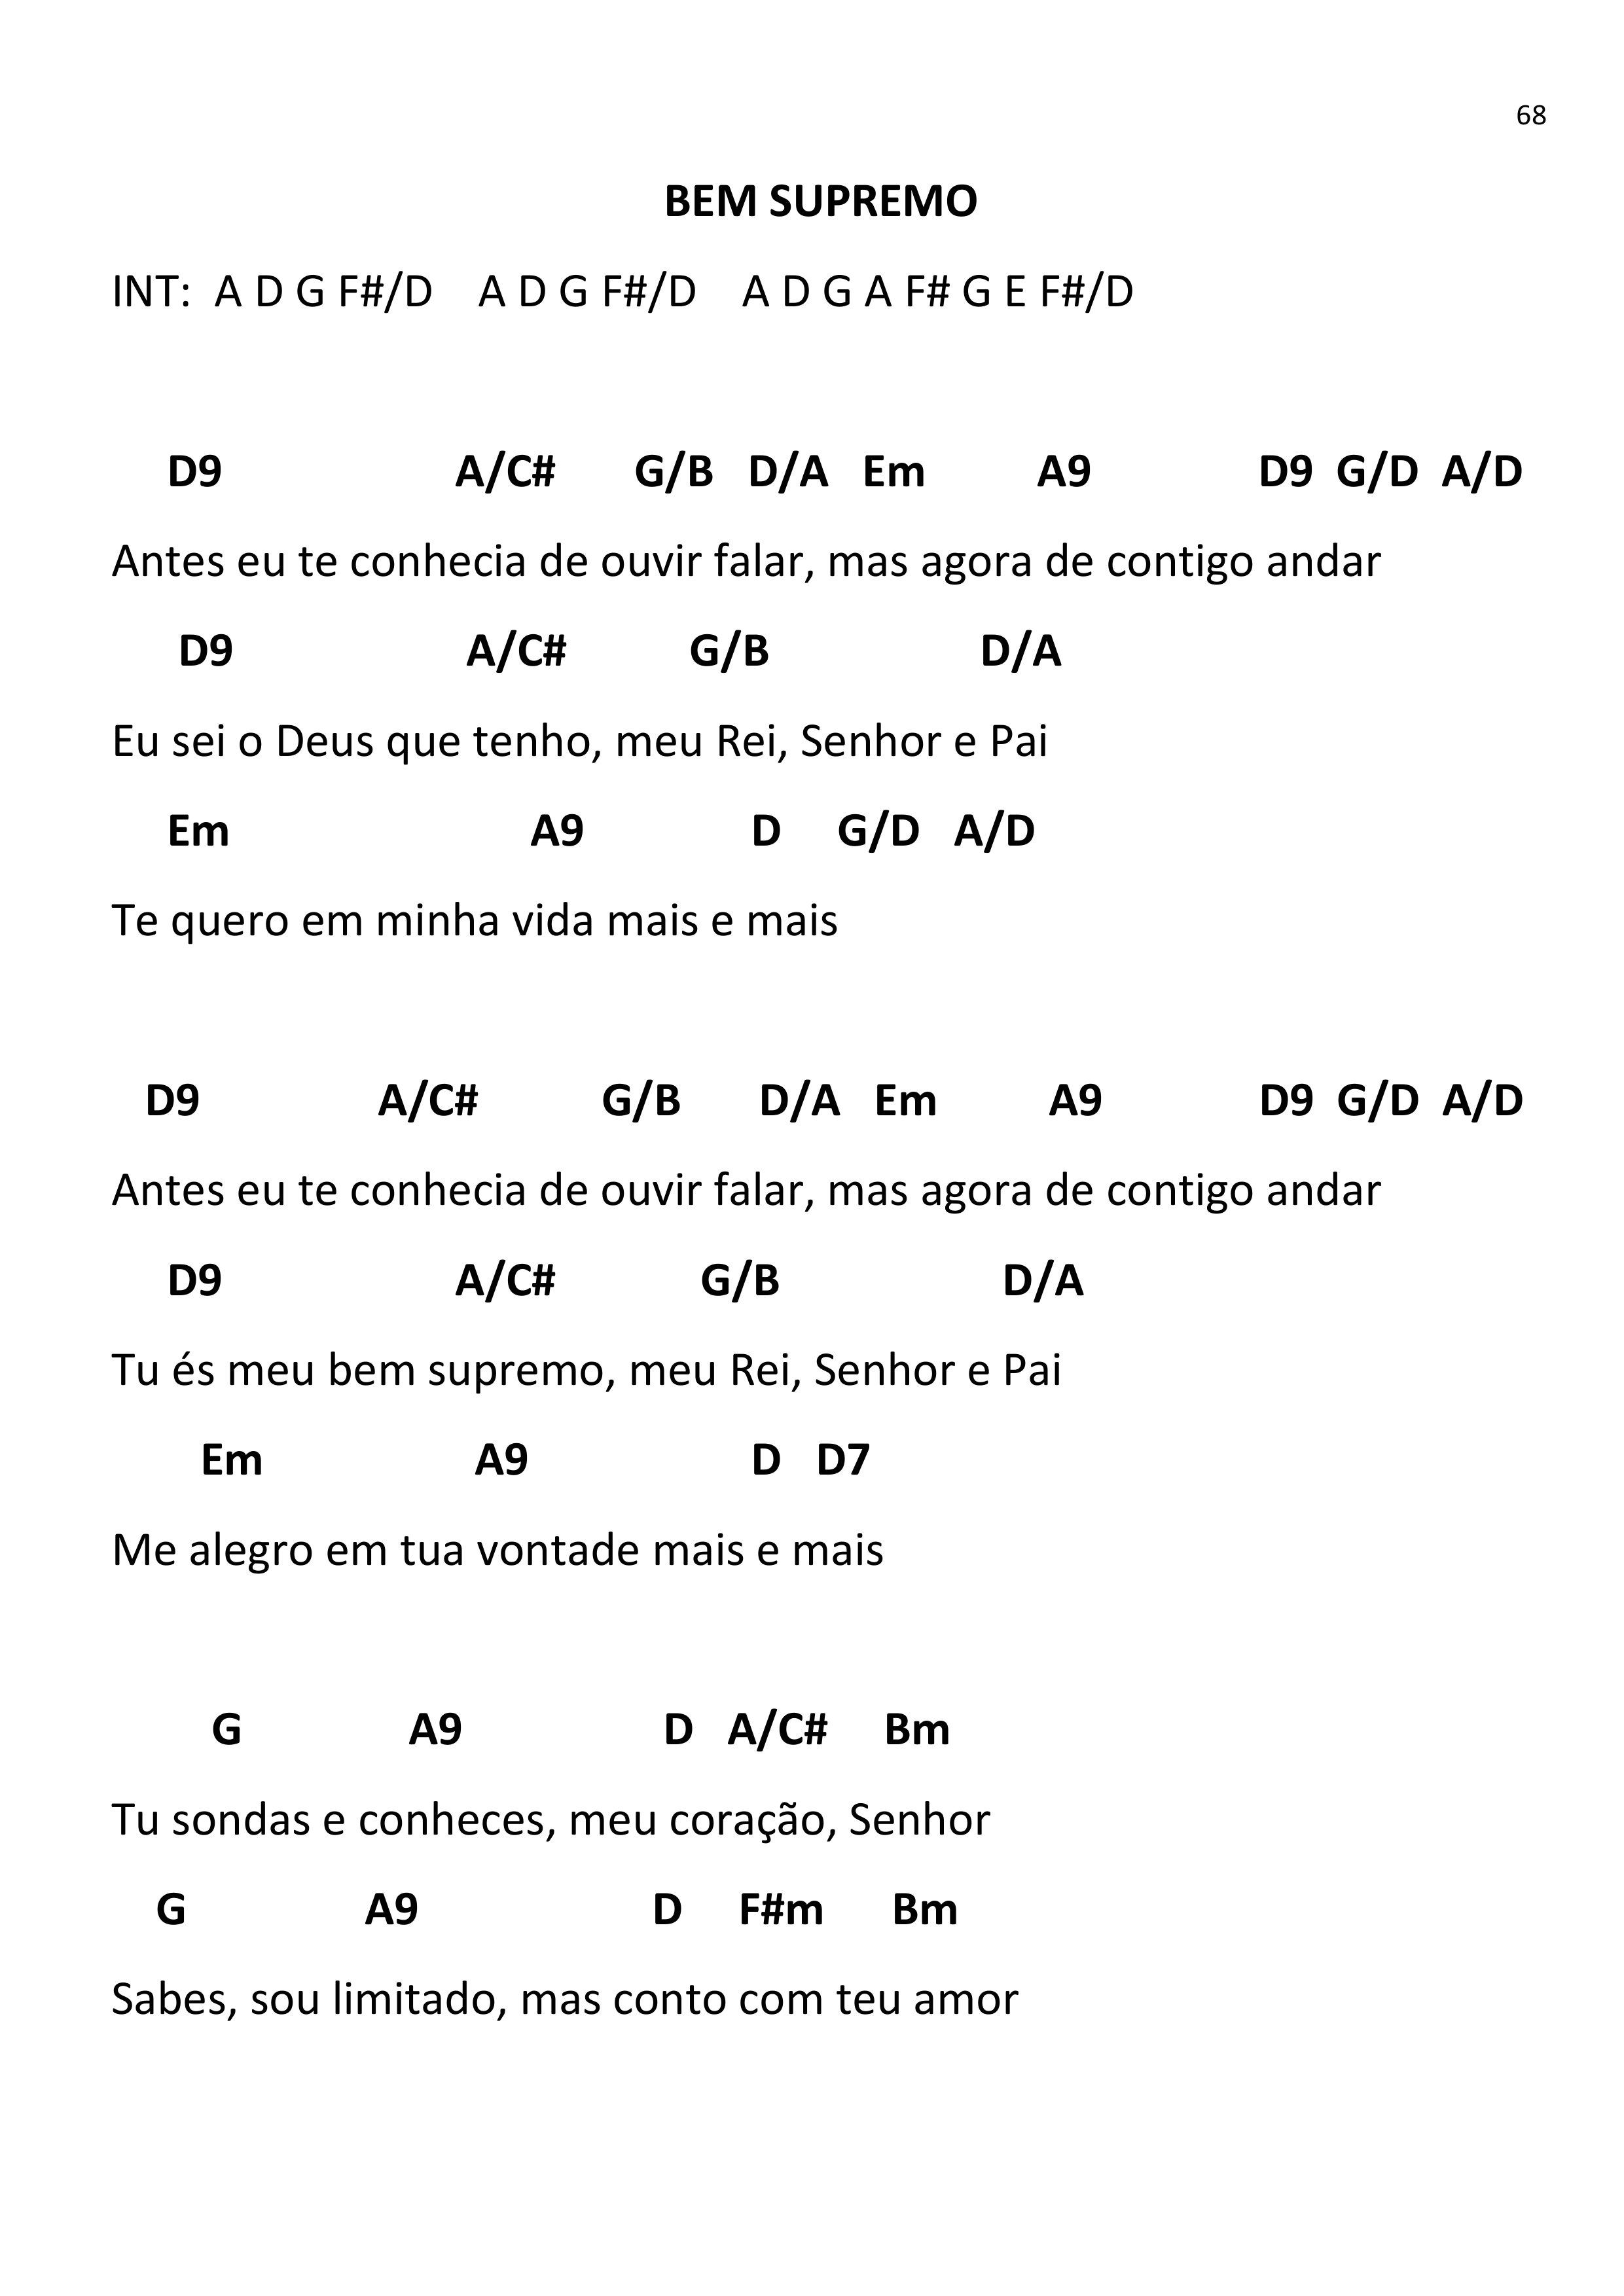 68
BEM SUPREMO
INT:  A D G F#/D    A D G F#/D    A D G A F# G E F#/D
D9 A/C# G/B D/A Em A9 D9 G/D A/D
Antes eu te conhecia de ouvir falar, mas agora de contigo andar
D9 A/C# G/B D/A
Eu sei o Deus que tenho, meu Rei, Senhor e Pai
Em A9 D G/D A/D
Te quero em minha vida mais e mais
D9 A/C# G/B D/A Em A9 D9 G/D A/D
Antes eu te conhecia de ouvir falar, mas agora de contigo andar
D9 A/C# G/B D/A
Tu és meu bem supremo, meu Rei, Senhor e Pai
Em A9 D D7
Me alegro em tua vontade mais e mais
G A9 D A/C# Bm
Tu sondas e conheces, meu coração, Senhor
G A9 D F#m Bm
Sabes, sou limitado, mas conto com teu amor